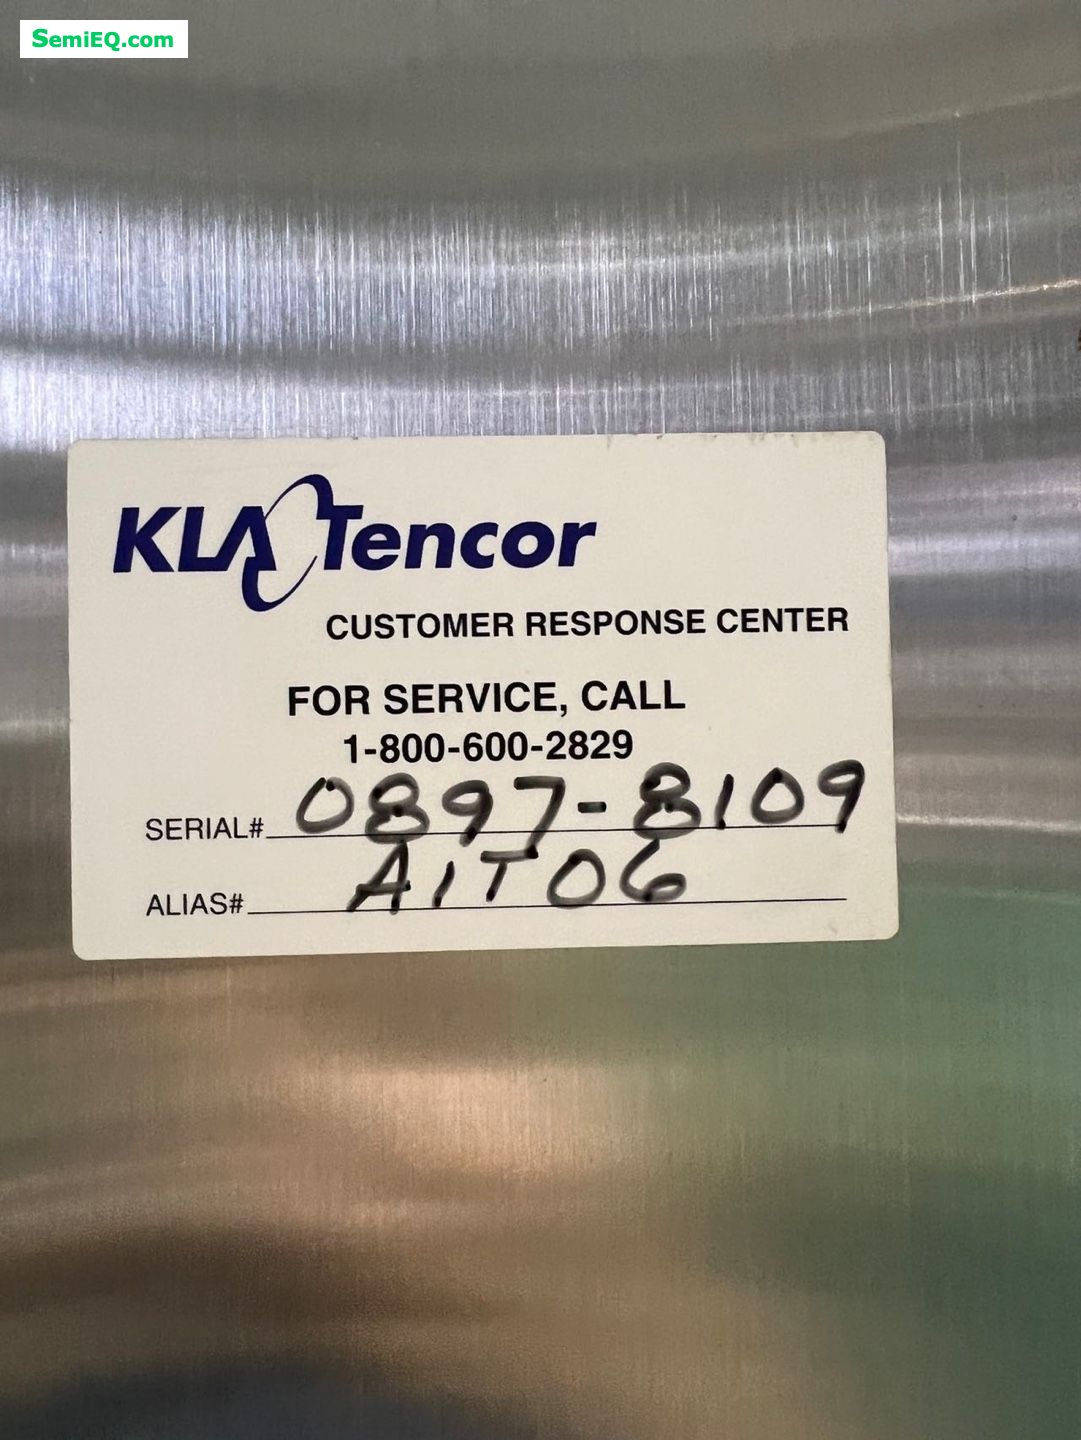 SemiEQ.com
KLA Tencor
CUSTOMER RESPONSE CENTER
FOR SERVICE, CALL
1-800-600-2829
SERIAL# 0897-8109
ALIAS# AIT06